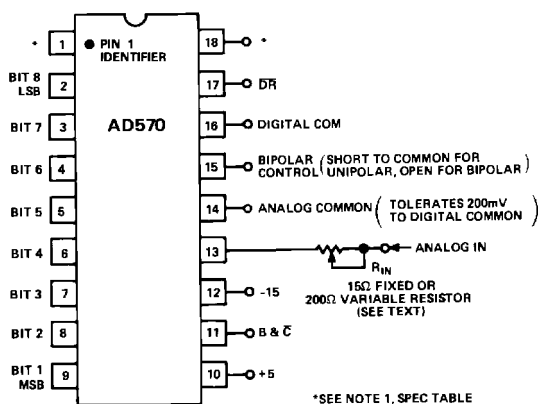 * 1 ● PIN 1 IDENTIFIER 18 *
BIT 8 LSB 2 17 D̅R̅
BIT 7 3 AD570 16 DIGITAL COM
BIT 6 4 15 BIPOLAR CONTROL (SHORT TO COMMON FOR UNIPOLAR, OPEN FOR BIPOLAR)
BIT 5 5 14 ANALOG COMMON (TOLERATES 200mV TO DIGITAL COMMON)
BIT 4 6 13 ANALOG IN
RIN
15Ω FIXED OR
200Ω VARIABLE RESISTOR
(SEE TEXT)
BIT 3 7 12 -15
BIT 2 8 11 B & C̅
BIT 1 MSB 9 10 +5
*SEE NOTE 1, SPEC TABLE